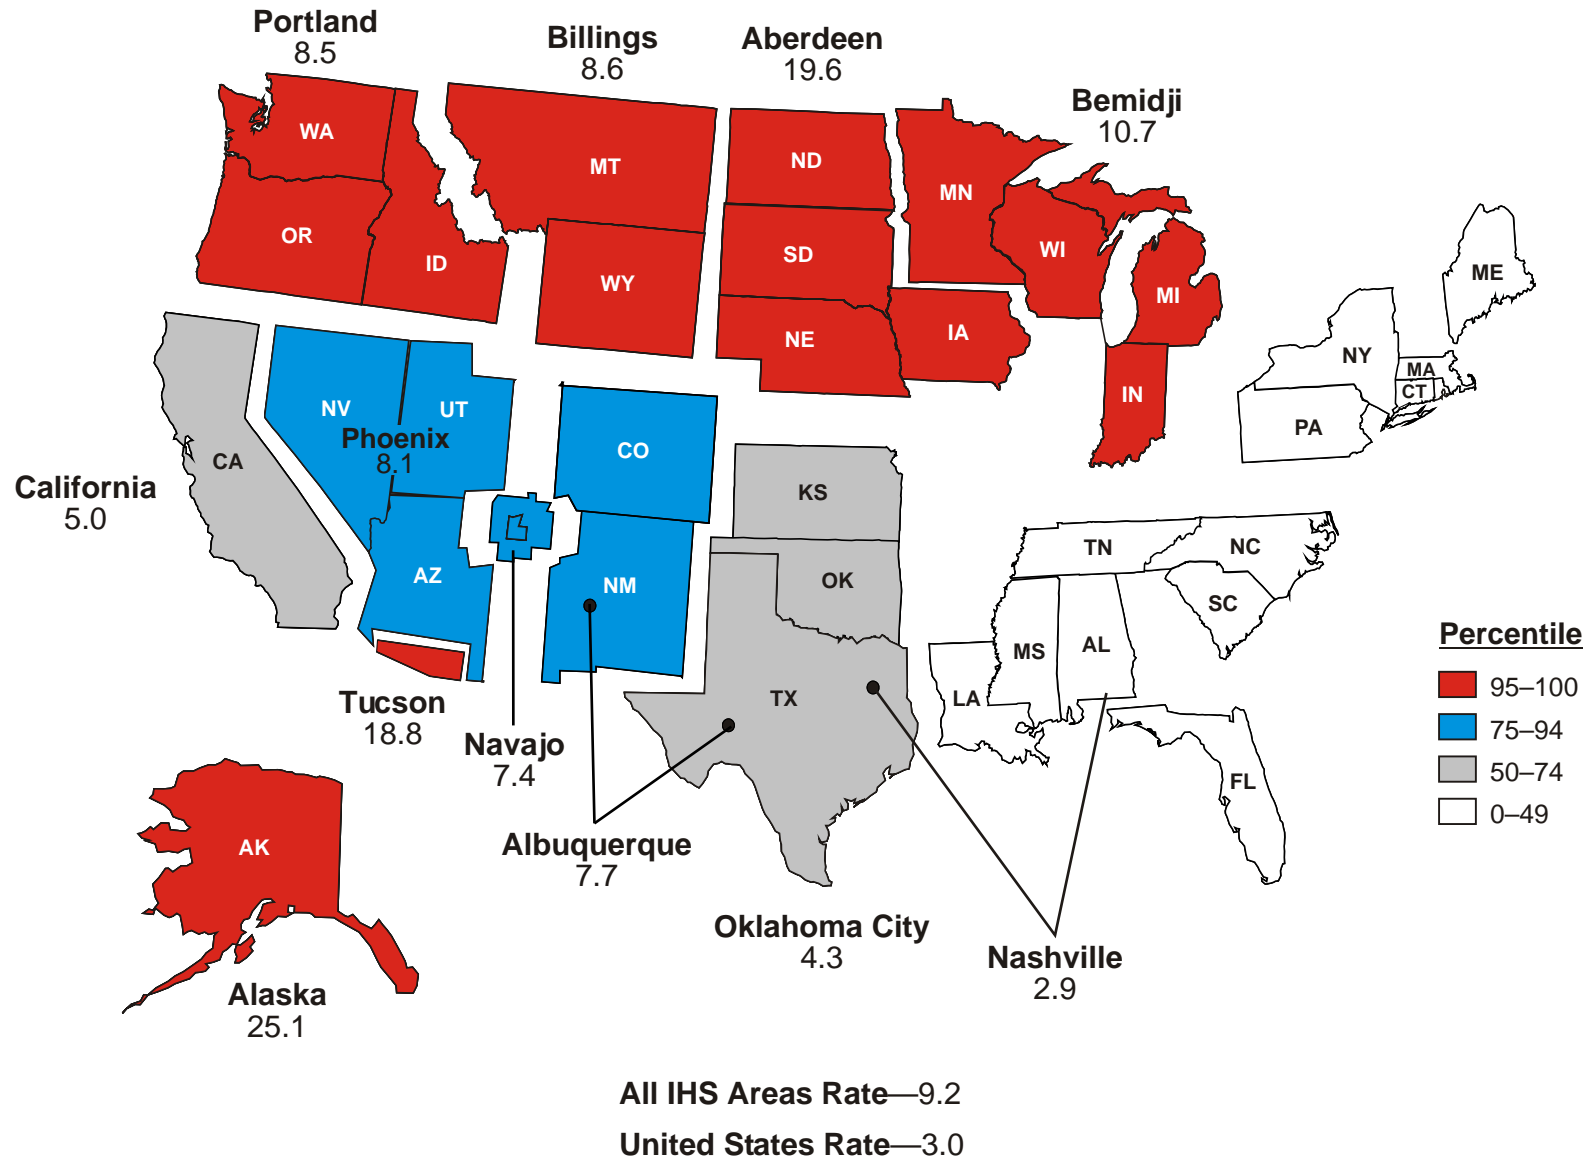 Portland
8.5
Billings
8.6
Aberdeen
19.6
Bemidji
10.7
WA
MT
ND
MN
OR
ID
WY
SD
WI
MI
NE
IA
IN
ME
NY
MA
CT
PA
NV
UT
Phoenix
8.1
CA
California
5.0
CO
KS
AZ
NM
OK
TN
NC
SC
MS
AL
LA
TX
FL
Percentile
95–100
75–94
50–74
0–49
Tucson
18.8
Navajo
7.4
Albuquerque
7.7
AK
Alaska
25.1
Oklahoma City
4.3
Nashville
2.9
All IHS Areas Rate—9.2
United States Rate—3.0